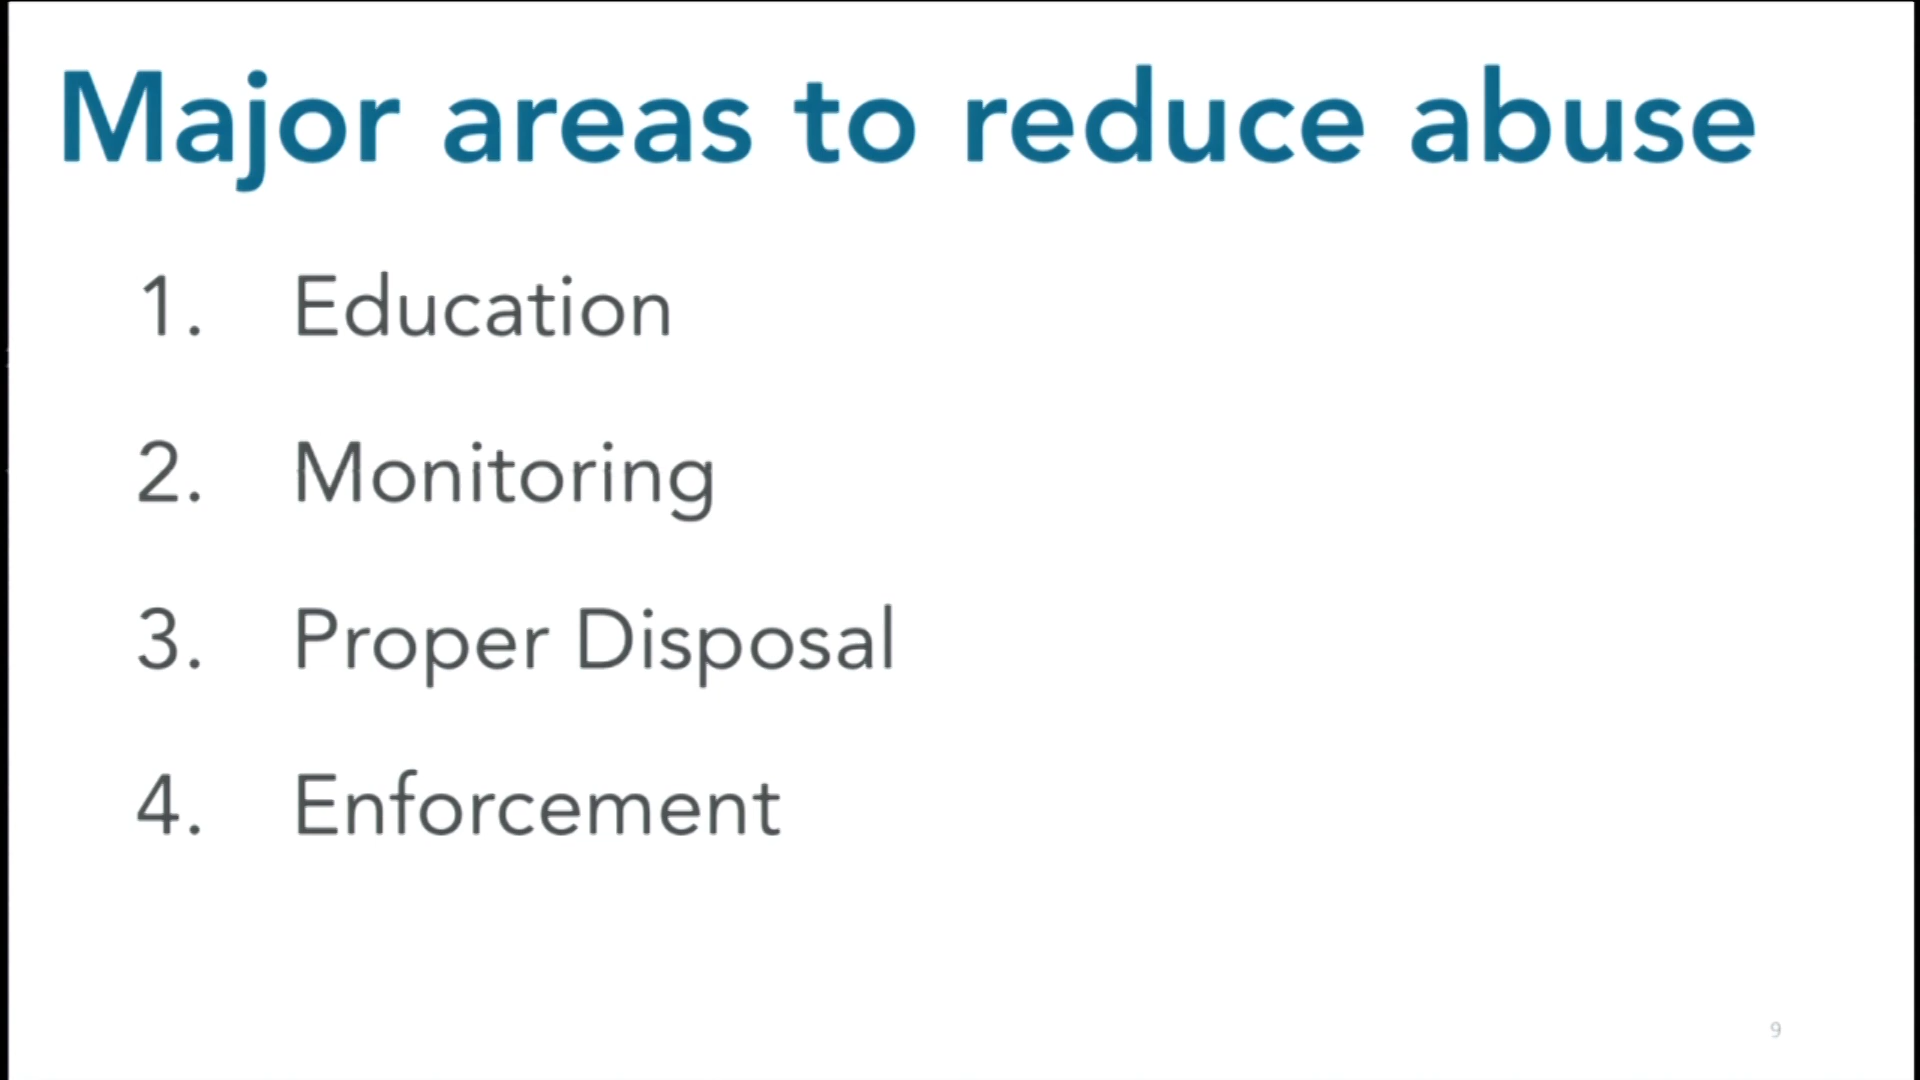 Major areas to reduce abuse
1. Education
2. Monitoring
3. Proper Disposal
4. Enforcement
9